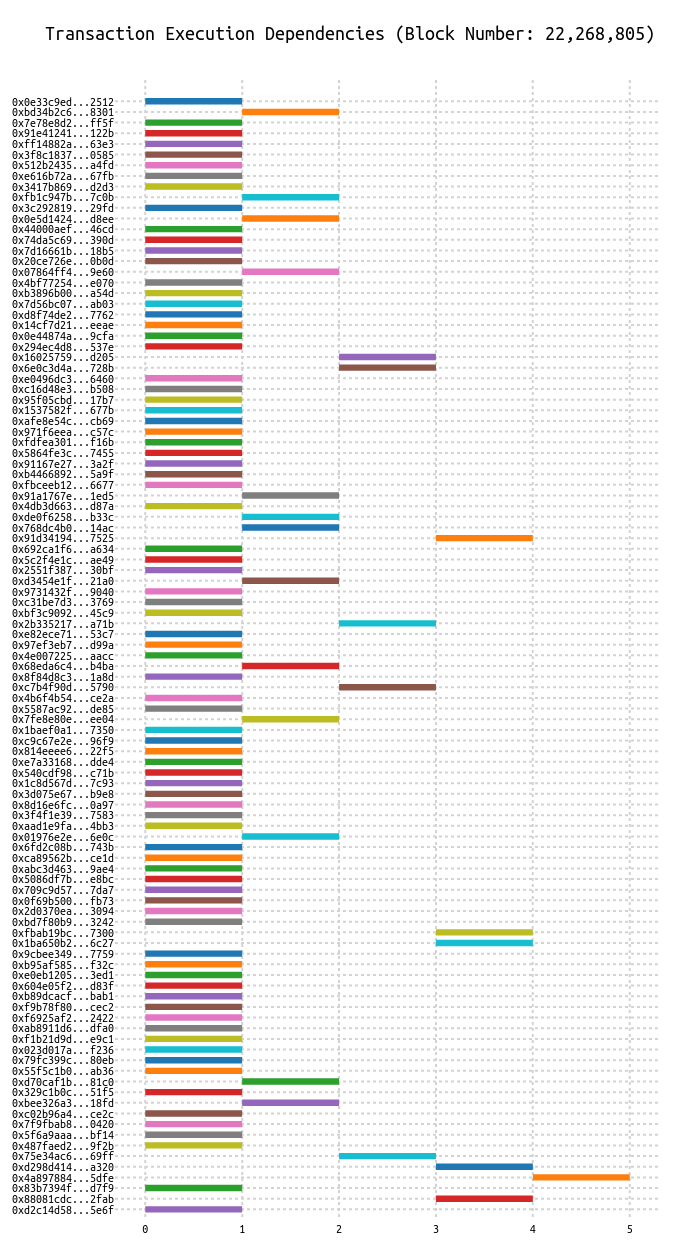 Transaction Execution Dependencies (Block Number: 22,268,805)
0x0e33c9ed...2512
0xbd34b2c6...8301
0x7e78e8d2...ff5f
0x91e41241...122b
0xff14882a...63e3
0x3f8c1837...0585
0x512b2435...a4fd
0xe616b72a...67fb
0x3417b869...d2d3
0xfb1c947b...7c0b
0x3c292819...29fd
0x0e5d1424...d8ee
0x44000aef...46cd
0x74da5c69...390d
0x7d16661b...18b5
0x20ce726e...0b0d
0x07864ff4...9e60
0x4bf77254...e070
0xb3896b00...a54d
0x7d56bc07...ab03
0xd8f74de2...7762
0x14cf7d21...eeae
0x0e44874a...9cfa
0x294ec4d8...537e
0x16025759...d205
0x6e0c3d4a...728b
0xe0496dc3...6460
0xc16d48e3...b508
0x95f05cbd...17b7
0x1537582f...677b
0xafe8e54c...cb69
0x971f6eea...c57c
0xfdfea301...f16b
0x5864fe3c...7455
0x91167e27...3a2f
0xb4466892...5a9f
0xfbceeb12...6677
0x91a1767e...1ed5
0x4db3d663...d87a
0xde0f6258...b33c
0x768dc4b0...14ac
0x91d34194...7525
0x692ca1f6...a634
0x5c2f4e1c...ae49
0x2551f387...30bf
0xd3454e1f...21a0
0x9731432f...9040
0xc31be7d3...3769
0xbf3c9092...45c9
0x2b335217...a71b
0xe82ece71...53c7
0x97ef3eb7...d99a
0x4e007225...aacc
0x68eda6c4...b4ba
0x8f84d8c3...1a8d
0xc7b4f90d...5790
0x4b6f4b54...ce2a
0x5587ac92...de85
0x7fe8e80e...ee04
0x1baef0a1...7350
0xc9c67e2e...96f9
0x814eeee6...22f5
0xe7a33168...dde4
0x540cdf98...c71b
0x1c8d567d...7c93
0x3d075e67...b9e8
0x8d16e6fc...0a97
0x3f4f1e39...7583
0xaad1e9fa...4bb3
0x01976e2e...6e0c
0x6fd2c08b...743b
0xca89562b...ce1d
0xabc3d463...9ae4
0x5086df7b...e8bc
0x709c9d57...7da7
0x0f69b500...fb73
0x2d0370ea...3094
0xbd7f80b9...3242
0xfbab19bc...7300
0x1ba650b2...6c27
0x9cbee349...7759
0xb95af585...f32c
0xe0eb1205...3ed1
0x604e05f2...d83f
0xb89dcacf...bab1
0xf9b78f80...cec2
0xf6925af2...2422
0xab8911d6...dfa0
0xf1b21d9d...e9c1
0x023d017a...f236
0x79fc399c...80eb
0x55f5c1b0...ab36
0xd70caf1b...81c0
0x329c1b0c...51f5
0xbee326a3...18fd
0xc02b96a4...ce2c
0x7f9fbab8...0420
0x5f6a9aaa...bf14
0x487faed2...9f2b
0x75e34ac6...69ff
0xd298d414...a320
0x4a897884...5dfe
0x83b7394f...d7f9
0x88081cdc...2fab
0xd2c14d58...5e6f
0 1 2 3 4 5